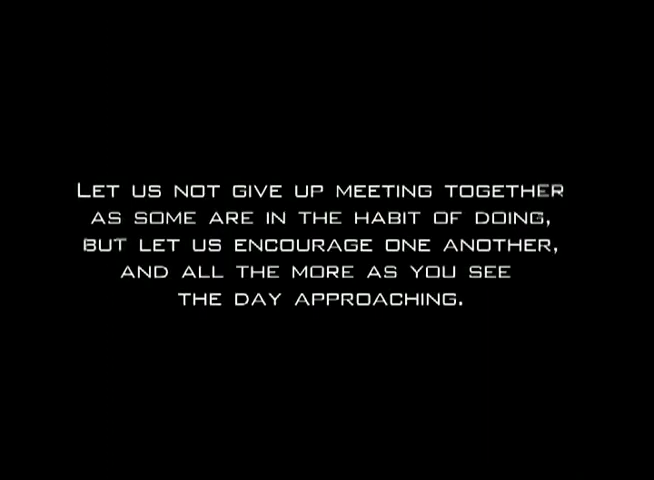 Let us not give up meeting together
as some are in the habit of doing,
but let us encourage one another,
and all the more as you see
the day approaching.